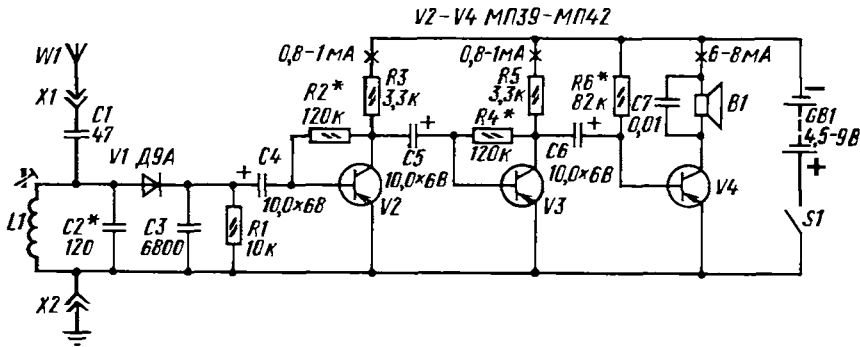 V2-V4 МП39-МП42
W1
X1
C1
47
0,8-1мА
R3
3,3к
R2*
120к
0,8-1мА
R5
3,3к
R4*
120к
R6*
82к
6-8мА
C7
0,01
B1
−
GB1
4,5-9В
+
S1
V1 Д9А
L1
C2*
120
C3
6800
R1
10к
+
C4
10,0×6В
V2
+
C5
10,0×6В
V3
+
C6
10,0×6В
V4
X2